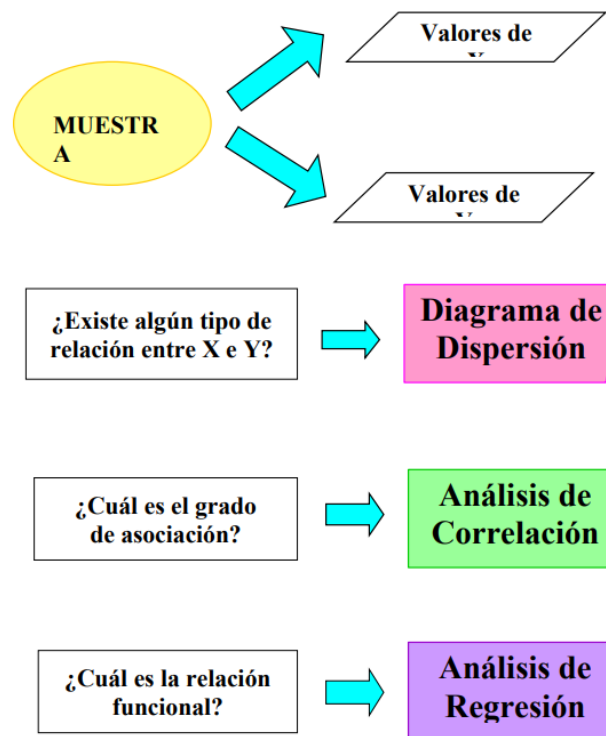 Valores de
MUESTR
A
Valores de
¿Existe algún tipo de
relación entre X e Y?
Diagrama de
Dispersión
¿Cuál es el grado
de asociación?
Análisis de
Correlación
¿Cuál es la relación
funcional?
Análisis de
Regresión